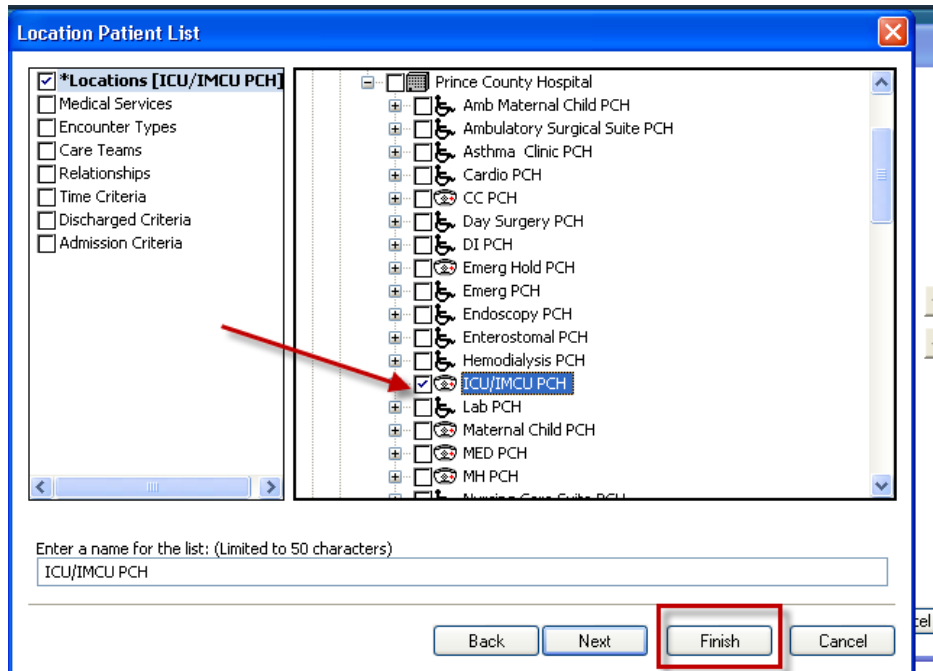 Location Patient List
*Locations [ICU/IMCU PCH]
Medical Services
Encounter Types
Care Teams
Relationships
Time Criteria
Discharged Criteria
Admission Criteria
Prince County Hospital
Amb Maternal Child PCH
Ambulatory Surgical Suite PCH
Asthma  Clinic PCH
Cardio PCH
CC PCH
Day Surgery PCH
DI PCH
Emerg Hold PCH
Emerg PCH
Endoscopy PCH
Enterostomal PCH
Hemodialysis PCH
ICU/IMCU PCH
Lab PCH
Maternal Child PCH
MED PCH
MH PCH
Nursing Care Suite PCH
Enter a name for the list: (Limited to 50 characters)
ICU/IMCU PCH
Back Next Finish Cancel